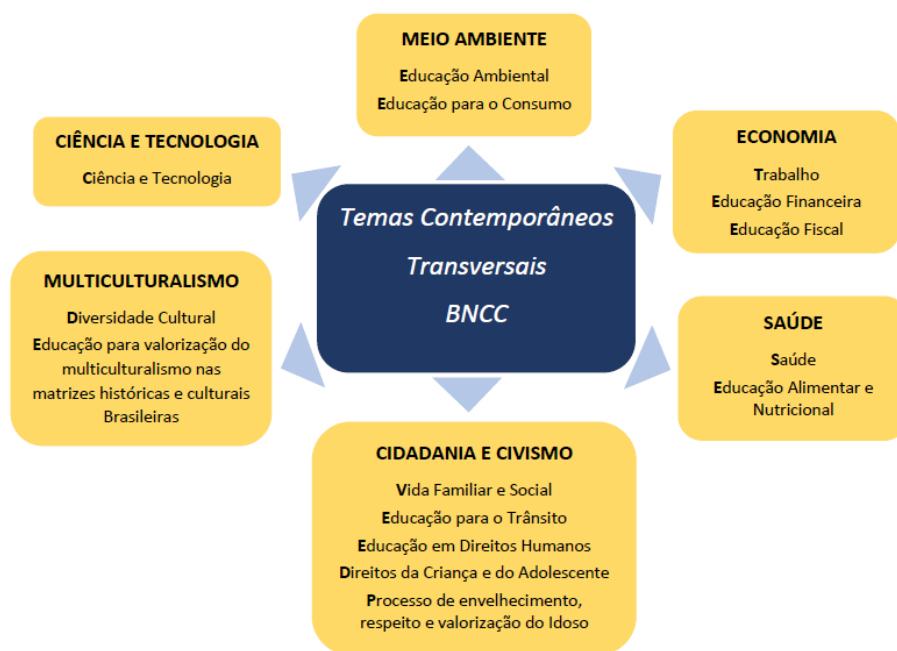 MEIO AMBIENTE
Educação Ambiental
Educação para o Consumo
CIÊNCIA E TECNOLOGIA
Ciência e Tecnologia
ECONOMIA
Trabalho
Educação Financeira
Educação Fiscal
Temas Contemporâneos
Transversais
BNCC
MULTICULTURALISMO
Diversidade Cultural
Educação para valorização do
multiculturalismo nas
matrizes históricas e culturais
Brasileiras
SAÚDE
Saúde
Educação Alimentar e
Nutricional
CIDADANIA E CIVISMO
Vida Familiar e Social
Educação para o Trânsito
Educação em Direitos Humanos
Direitos da Criança e do Adolescente
Processo de envelhecimento,
respeito e valorização do Idoso